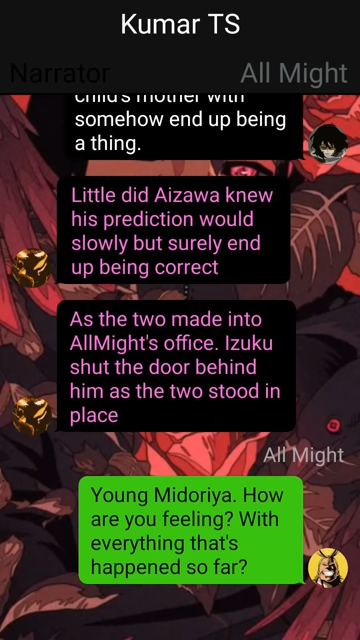 Kumar TS
Narrator
All Might
child's mother with
somehow end up being
a thing.
Little did Aizawa knew
his prediction would
slowly but surely end
up being correct
As the two made into
AllMight's office. Izuku
shut the door behind
him as the two stood in
place
All Might
Young Midoriya. How
are you feeling? With
everything that's
happened so far?